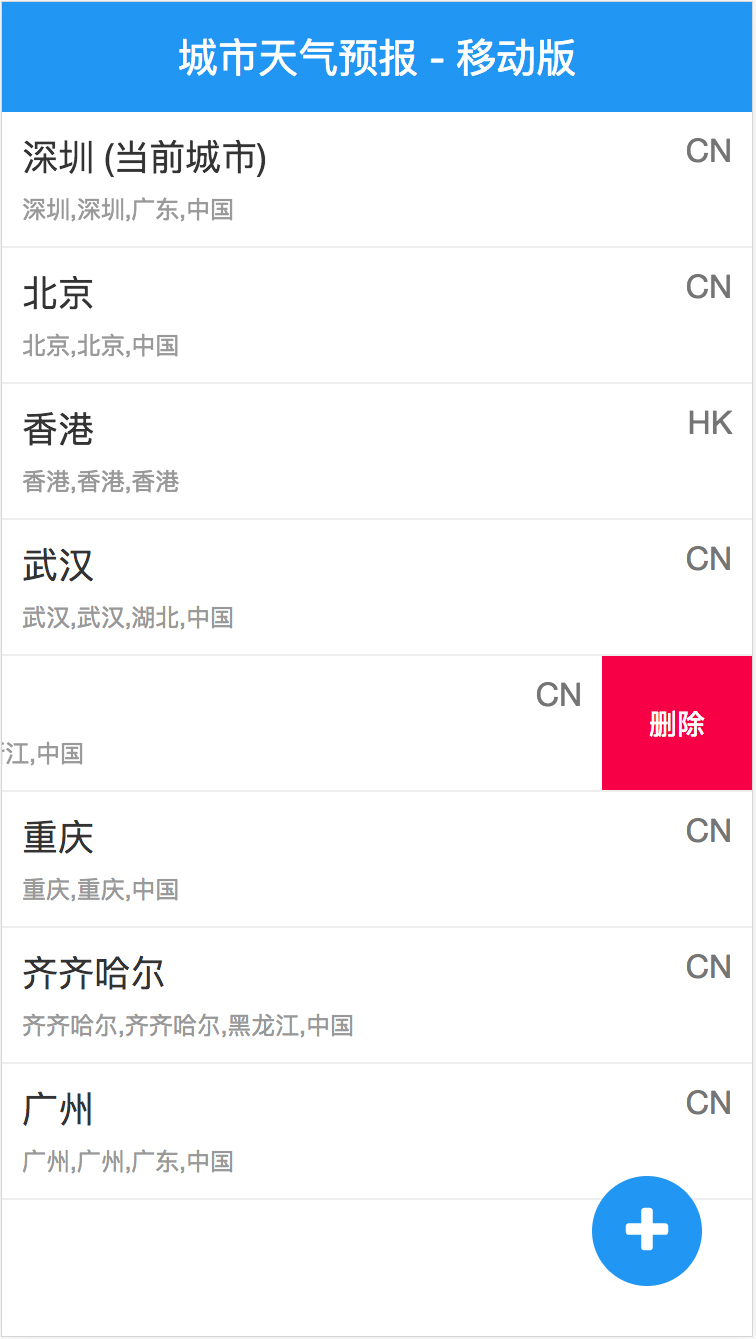 城市天气预报 - 移动版
深圳 (当前城市)
CN
深圳,深圳,广东,中国
北京
CN
北京,北京,中国
香港
HK
香港,香港,香港
武汉
CN
武汉,武汉,湖北,中国
CN
删除
江,中国
重庆
CN
重庆,重庆,中国
齐齐哈尔
CN
齐齐哈尔,齐齐哈尔,黑龙江,中国
广州
CN
广州,广州,广东,中国